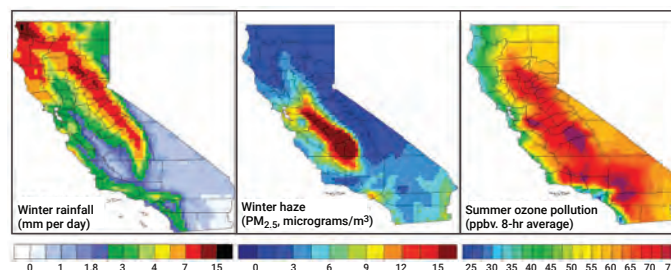 Winter rainfall
(mm per day)
Winter haze
(PM2.5, micrograms/m³)
Summer ozone pollution
(ppbv. 8-hr average)
0 1 1.8 3 4 7 15
0 3 6 9 12 15
25 30 35 40 45 50 55 60 65 70